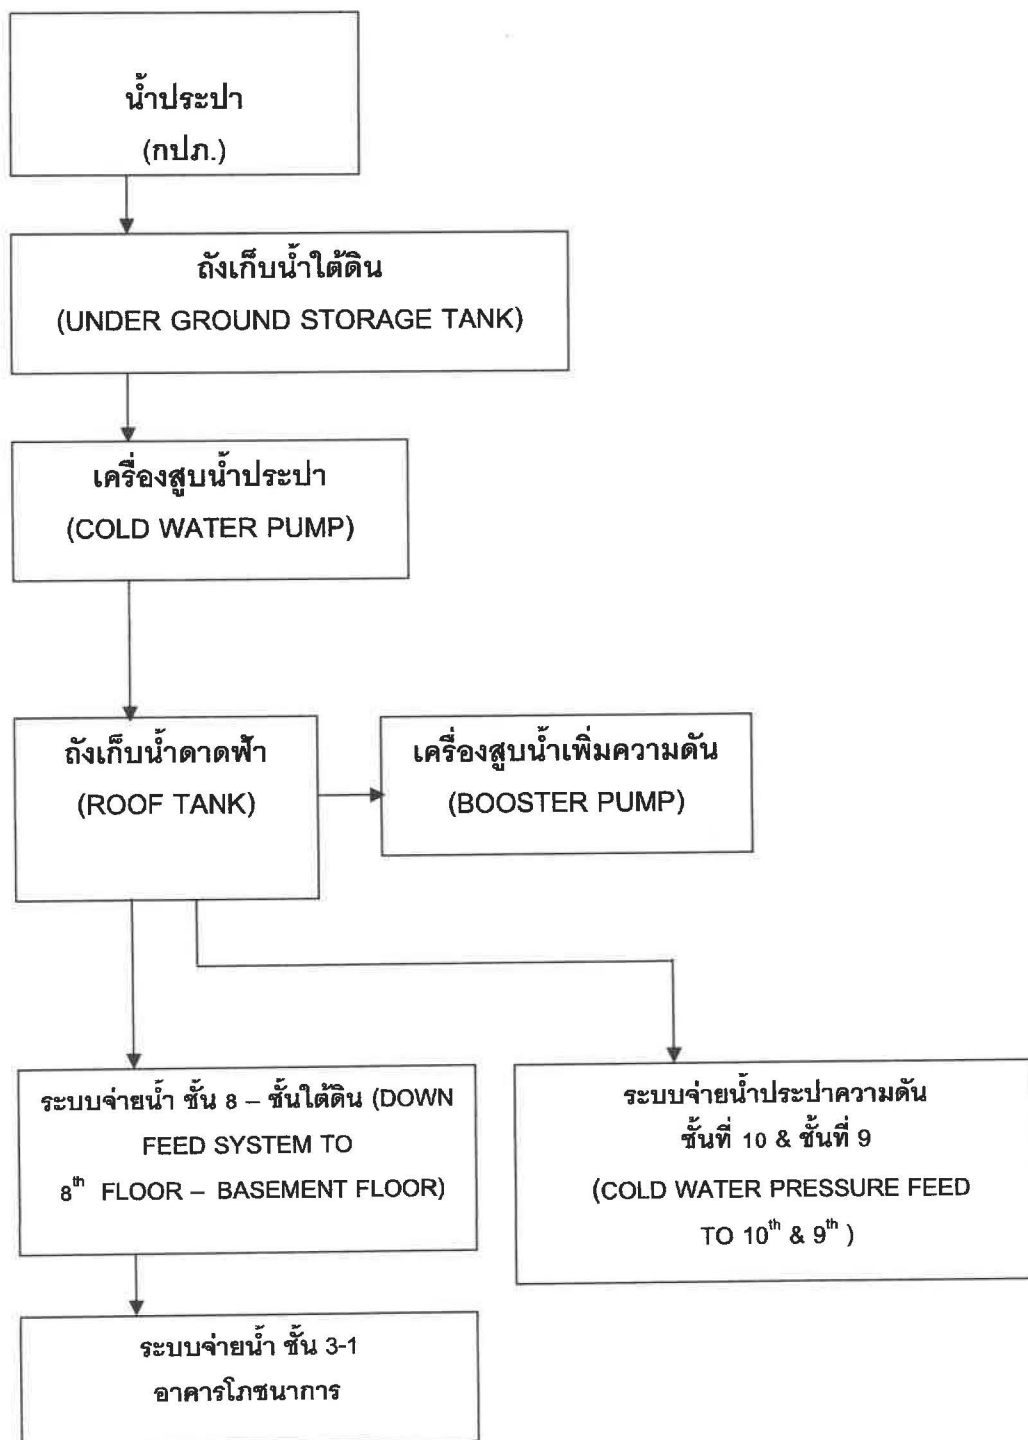 น้ำประปา
(กปภ.)
ถังเก็บน้ำใต้ดิน
(UNDER GROUND STORAGE TANK)
เครื่องสูบน้ำประปา
(COLD WATER PUMP)
ถังเก็บน้ำดาดฟ้า
(ROOF TANK)
เครื่องสูบน้ำเพิ่มความดัน
(BOOSTER PUMP)
ระบบจ่ายน้ำ ชั้น 8 – ชั้นใต้ดิน (DOWN
FEED SYSTEM TO
8th FLOOR – BASEMENT FLOOR)
ระบบจ่ายน้ำประปาความดัน
ชั้นที่ 10 & ชั้นที่ 9
(COLD WATER PRESSURE FEED
TO 10th & 9th )
ระบบจ่ายน้ำ ชั้น 3-1
อาคารโภชนาการ